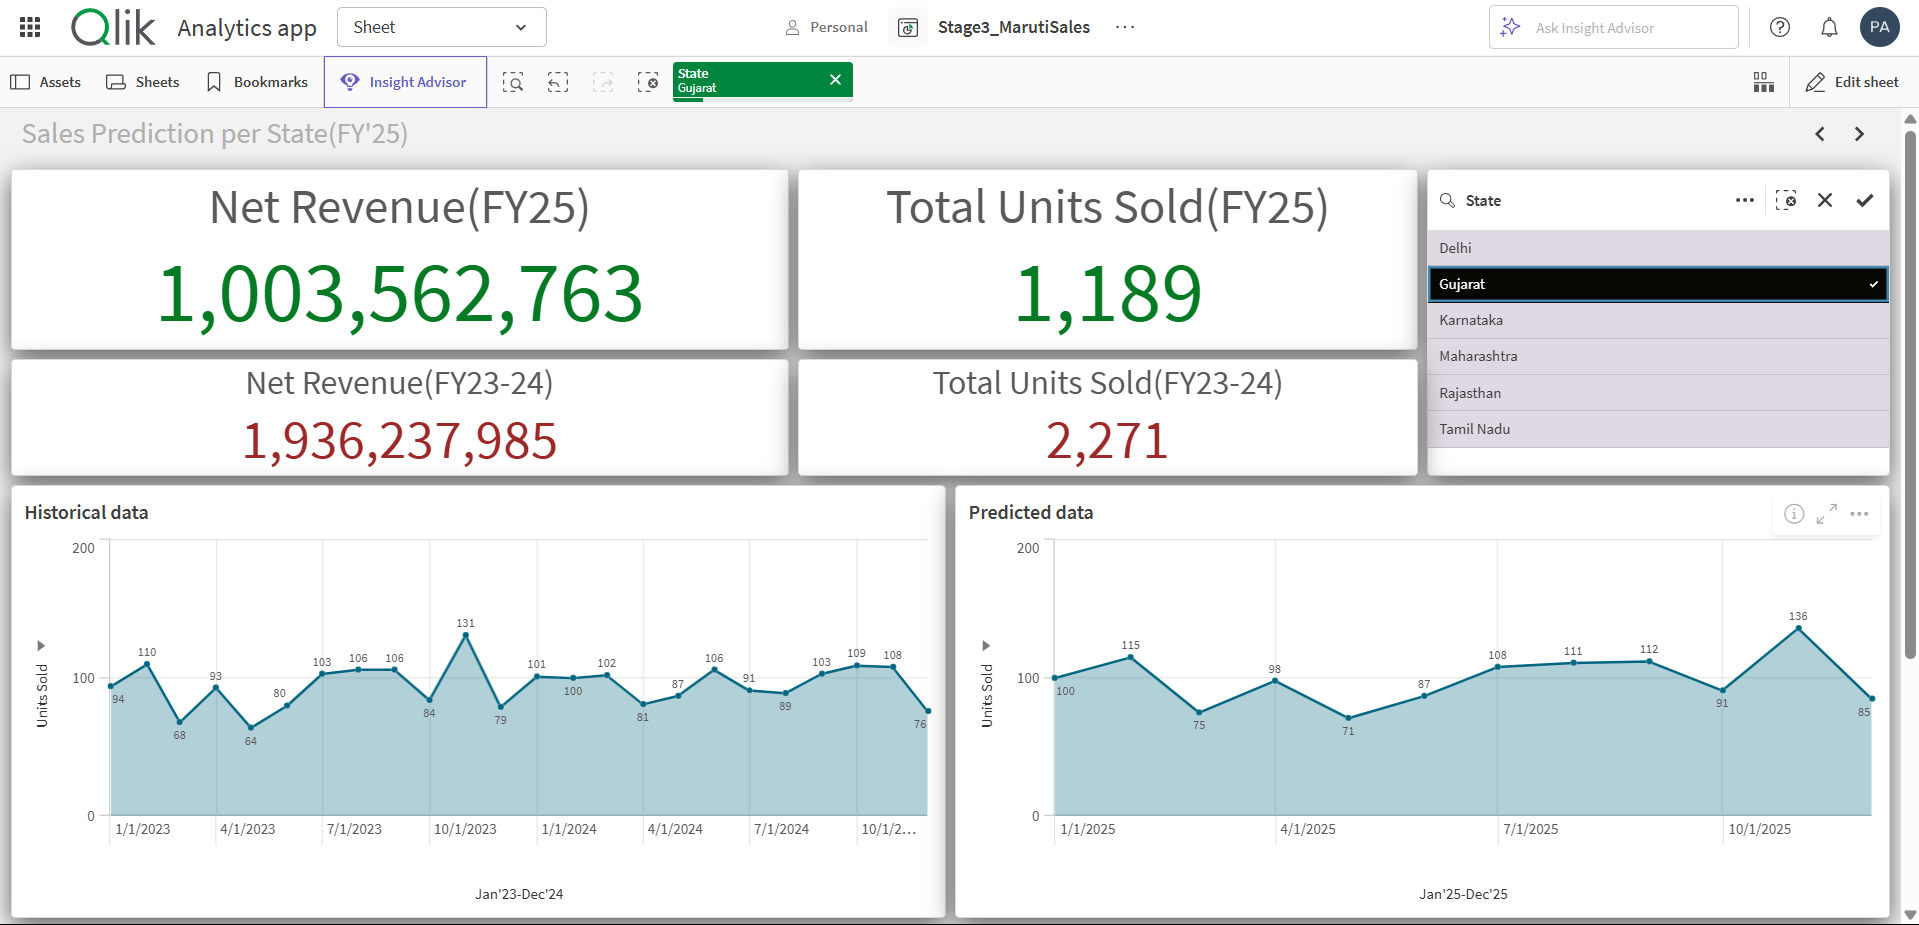 Qlik
Analytics app
Sheet
Personal
Stage3_MarutiSales
···
Ask Insight Advisor
PA
Assets
Sheets
Bookmarks
Insight Advisor
State
Gujarat
Edit sheet
Sales Prediction per State(FY'25)
Net Revenue(FY25)
1,003,562,763
Total Units Sold(FY25)
1,189
Net Revenue(FY23-24)
1,936,237,985
Total Units Sold(FY23-24)
2,271
State
Delhi
Gujarat
Karnataka
Maharashtra
Rajasthan
Tamil Nadu
Historical data
Units Sold
200
100
0
94
110
68
93
64
80
103
106
106
84
131
79
101
100
102
81
87
106
91
89
103
109
108
76
1/1/2023
4/1/2023
7/1/2023
10/1/2023
1/1/2024
4/1/2024
7/1/2024
10/1/2…
Jan'23-Dec'24
Predicted data
Units Sold
200
100
0
100
115
75
98
71
87
108
111
112
91
136
85
1/1/2025
4/1/2025
7/1/2025
10/1/2025
Jan'25-Dec'25